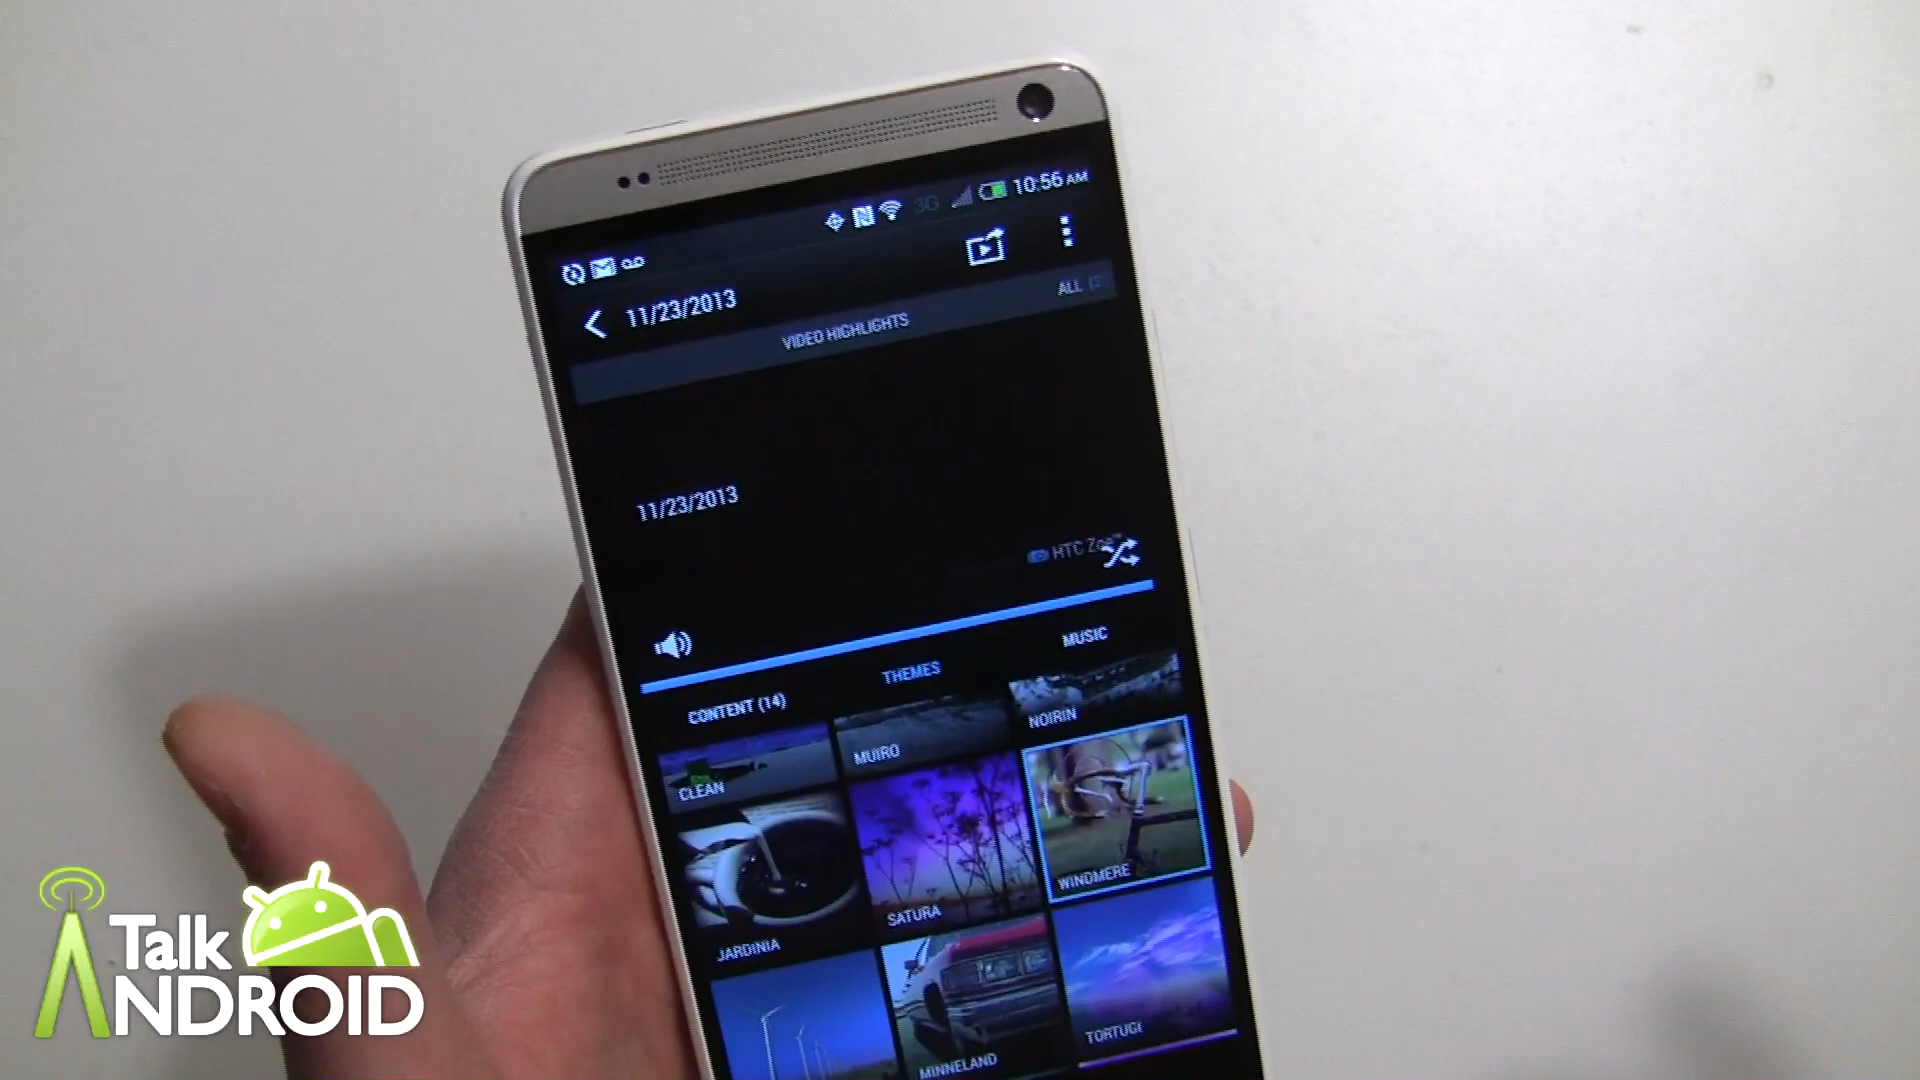 3G 10:56 AM
11/23/2013
VIDEO HIGHLIGHTS
ALL
11/23/2013
HTC Zoe™
CONTENT (14)
THEMES
MUSIC
CLEAN
MUIRO
NOIRIN
JARDINIA
SATURA
WINDMERE
MINNELAND
TORTUGI
Talk
ANDROID